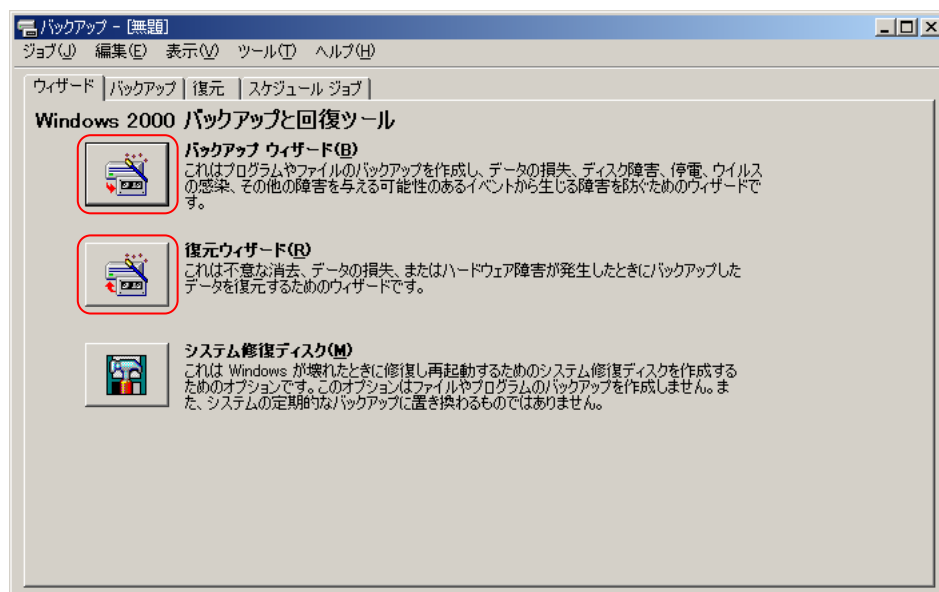 バックアップ - [無題]
ジョブ(J) 編集(E) 表示(V) ツール(T) ヘルプ(H)
ウィザード バックアップ 復元 スケジュール ジョブ
Windows 2000 バックアップと回復ツール
バックアップ ウィザード(B)
これはプログラムやファイルのバックアップを作成し、データの損失、ディスク障害、停電、ウイルス
の感染、その他の障害を与える可能性のあるイベントから生じる障害を防ぐためのウィザードで
す。
復元ウィザード(R)
これは不意な消去、データの損失、またはハードウェア障害が発生したときにバックアップした
データを復元するためのウィザードです。
システム修復ディスク(M)
これは Windows が壊れたときに修復し再起動するためのシステム修復ディスクを作成する
ためのオプションです。このオプションはファイルやプログラムのバックアップを作成しません。ま
た、システムの定期的なバックアップに置き換わるものではありません。